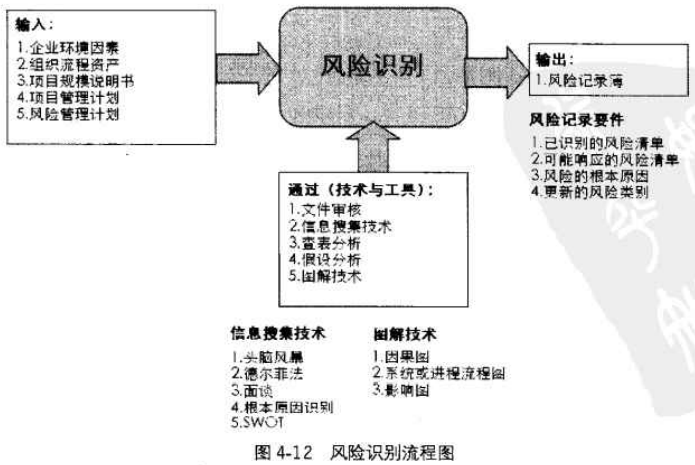 输入：
1.企业环境因素
2.组织流程资产
3.项目规模说明书
4.项目管理计划
5.风险管理计划
风险识别
输出：
1.风险记录簿
风险记录要件
1.已识别的风险清单
2.可能响应的风险清单
3.风险的根本原因
4.更新的风险类别
通过（技术与工具）：
1.文件审核
2.信息搜集技术
3.查表分析
4.假设分析
5.图解技术
信息搜集技术
1.头脑风暴
2.德尔菲法
3.面谈
4.根本原因识别
5.SWOT
图解技术
1.因果图
2.系统或进程流程图
3.影响图
图 4-12 风险识别流程图